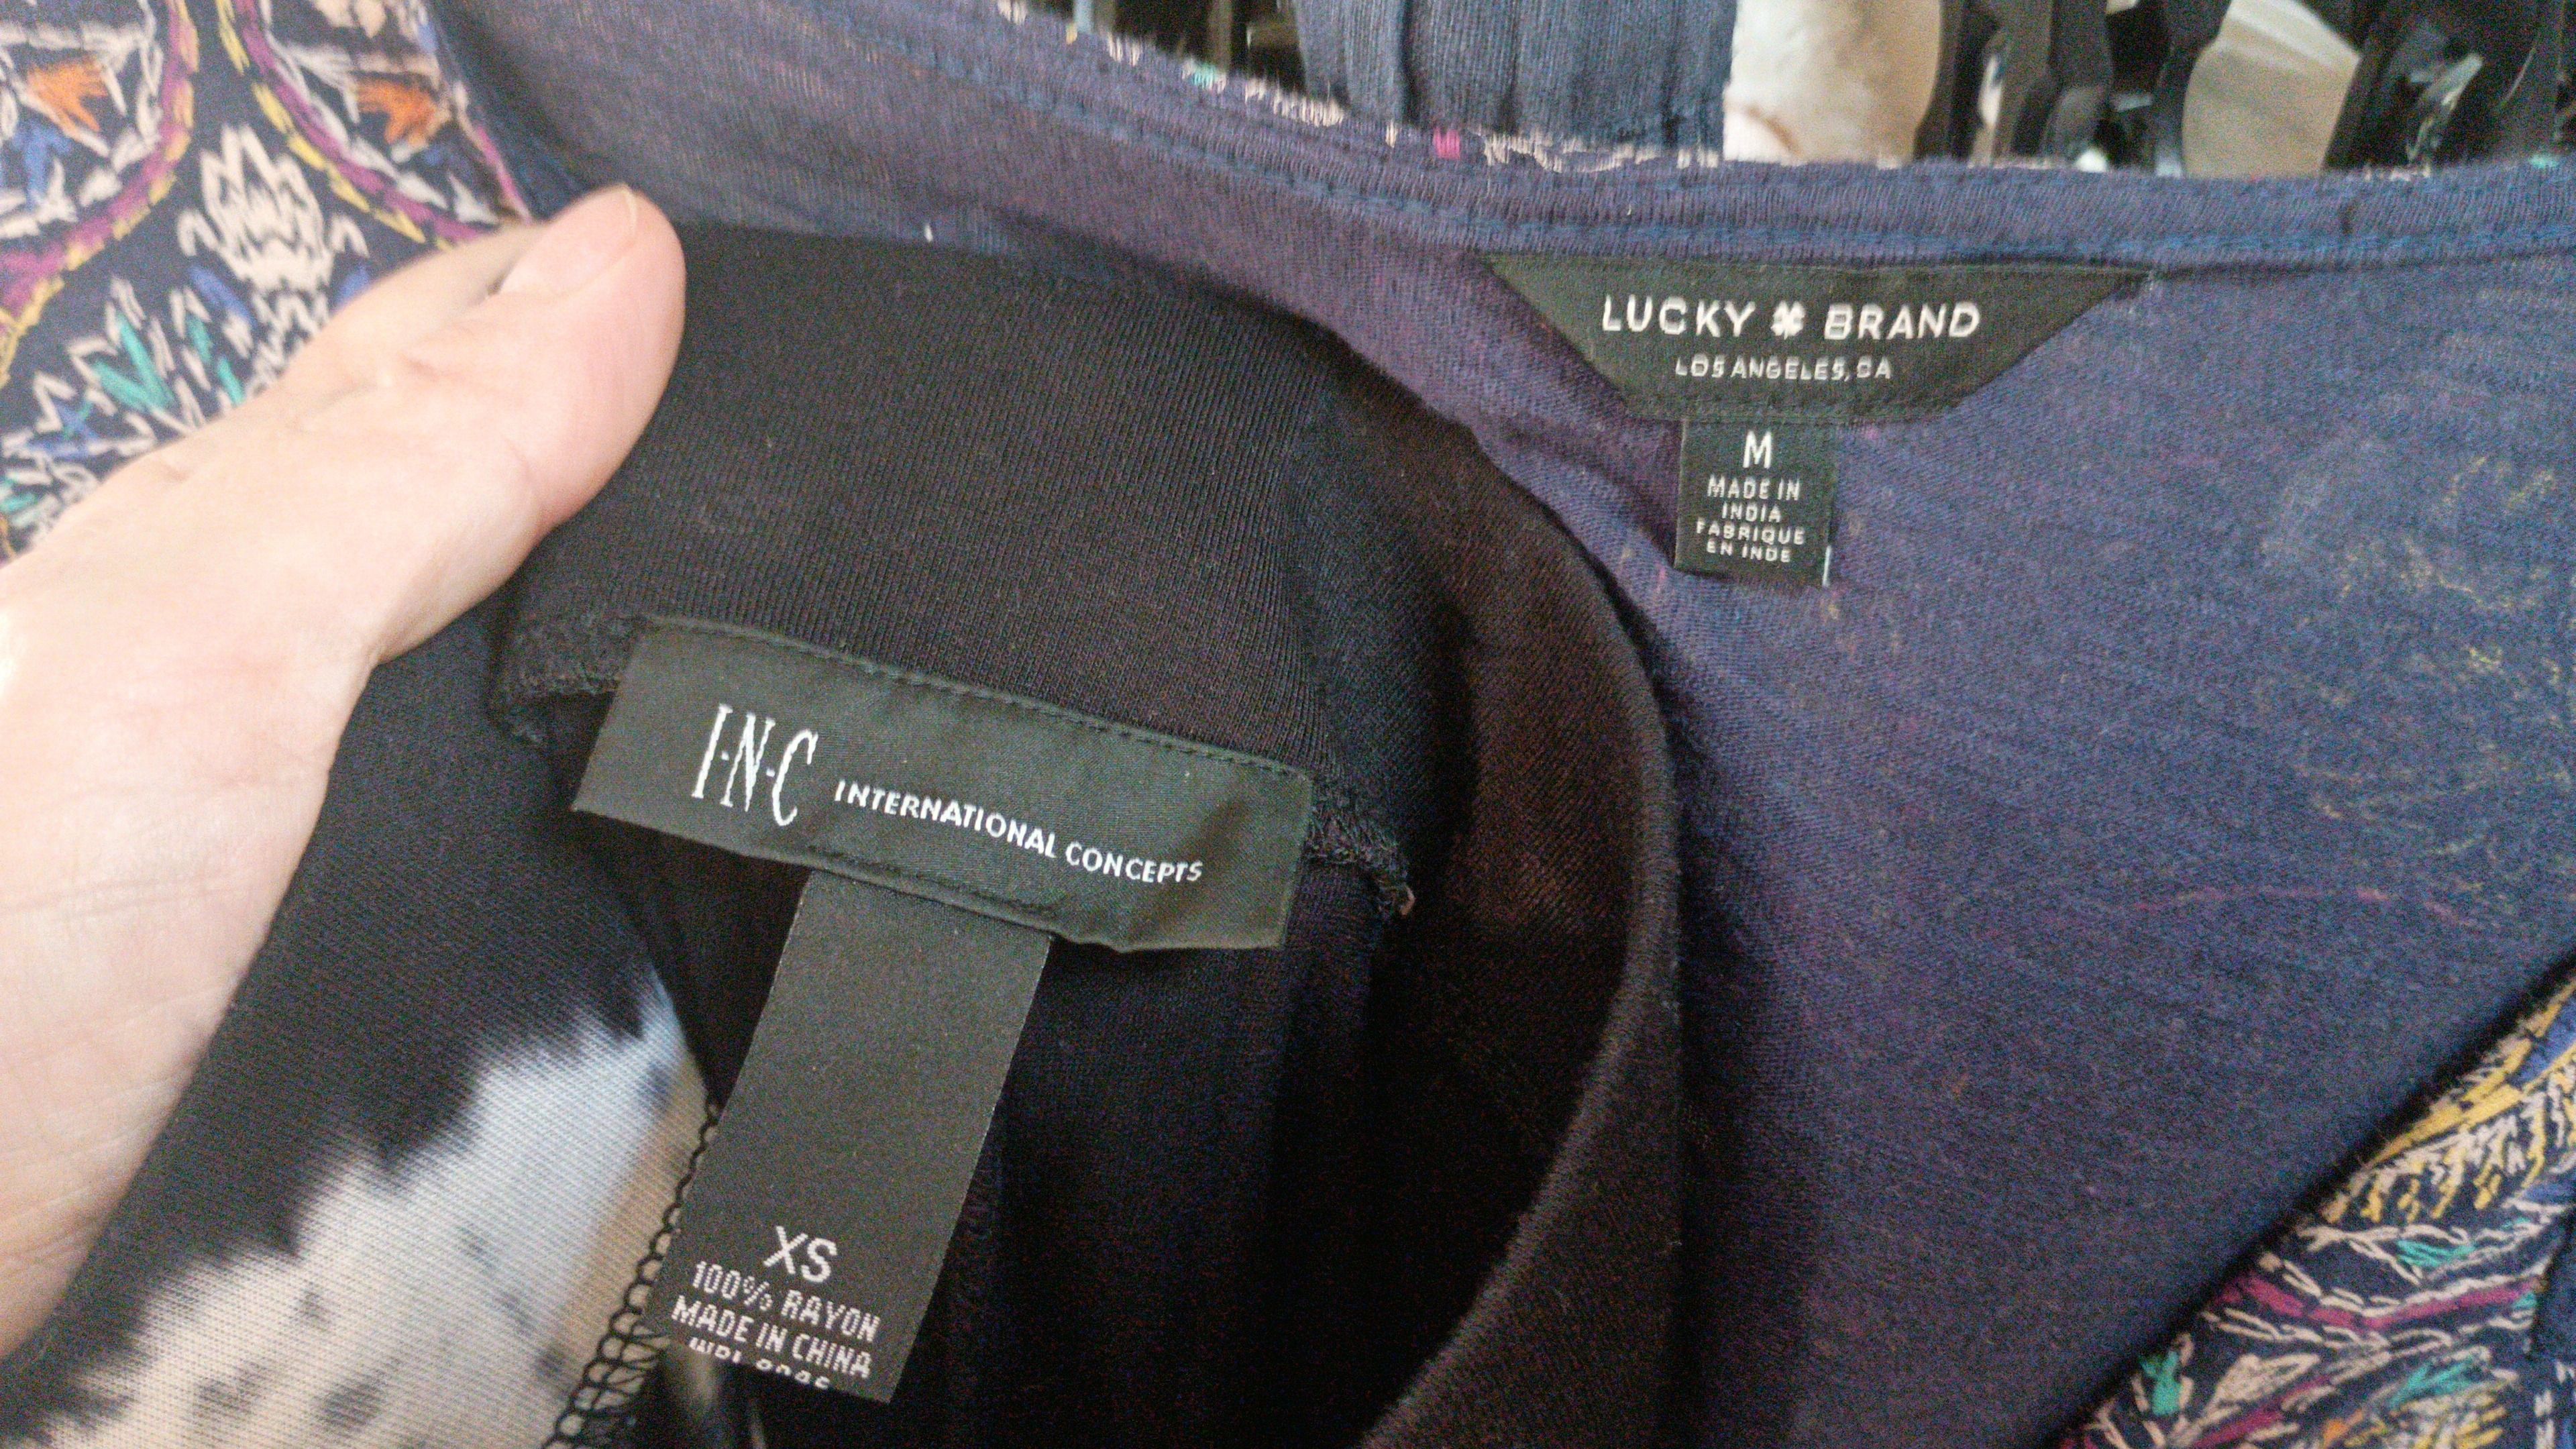 LUCKY BRAND
LOS ANGELES, CA
M
MADE IN
INDIA
FABRIQUE
EN INDE
I·N·C INTERNATIONAL CONCEPTS
XS
100% RAYON
MADE IN CHINA